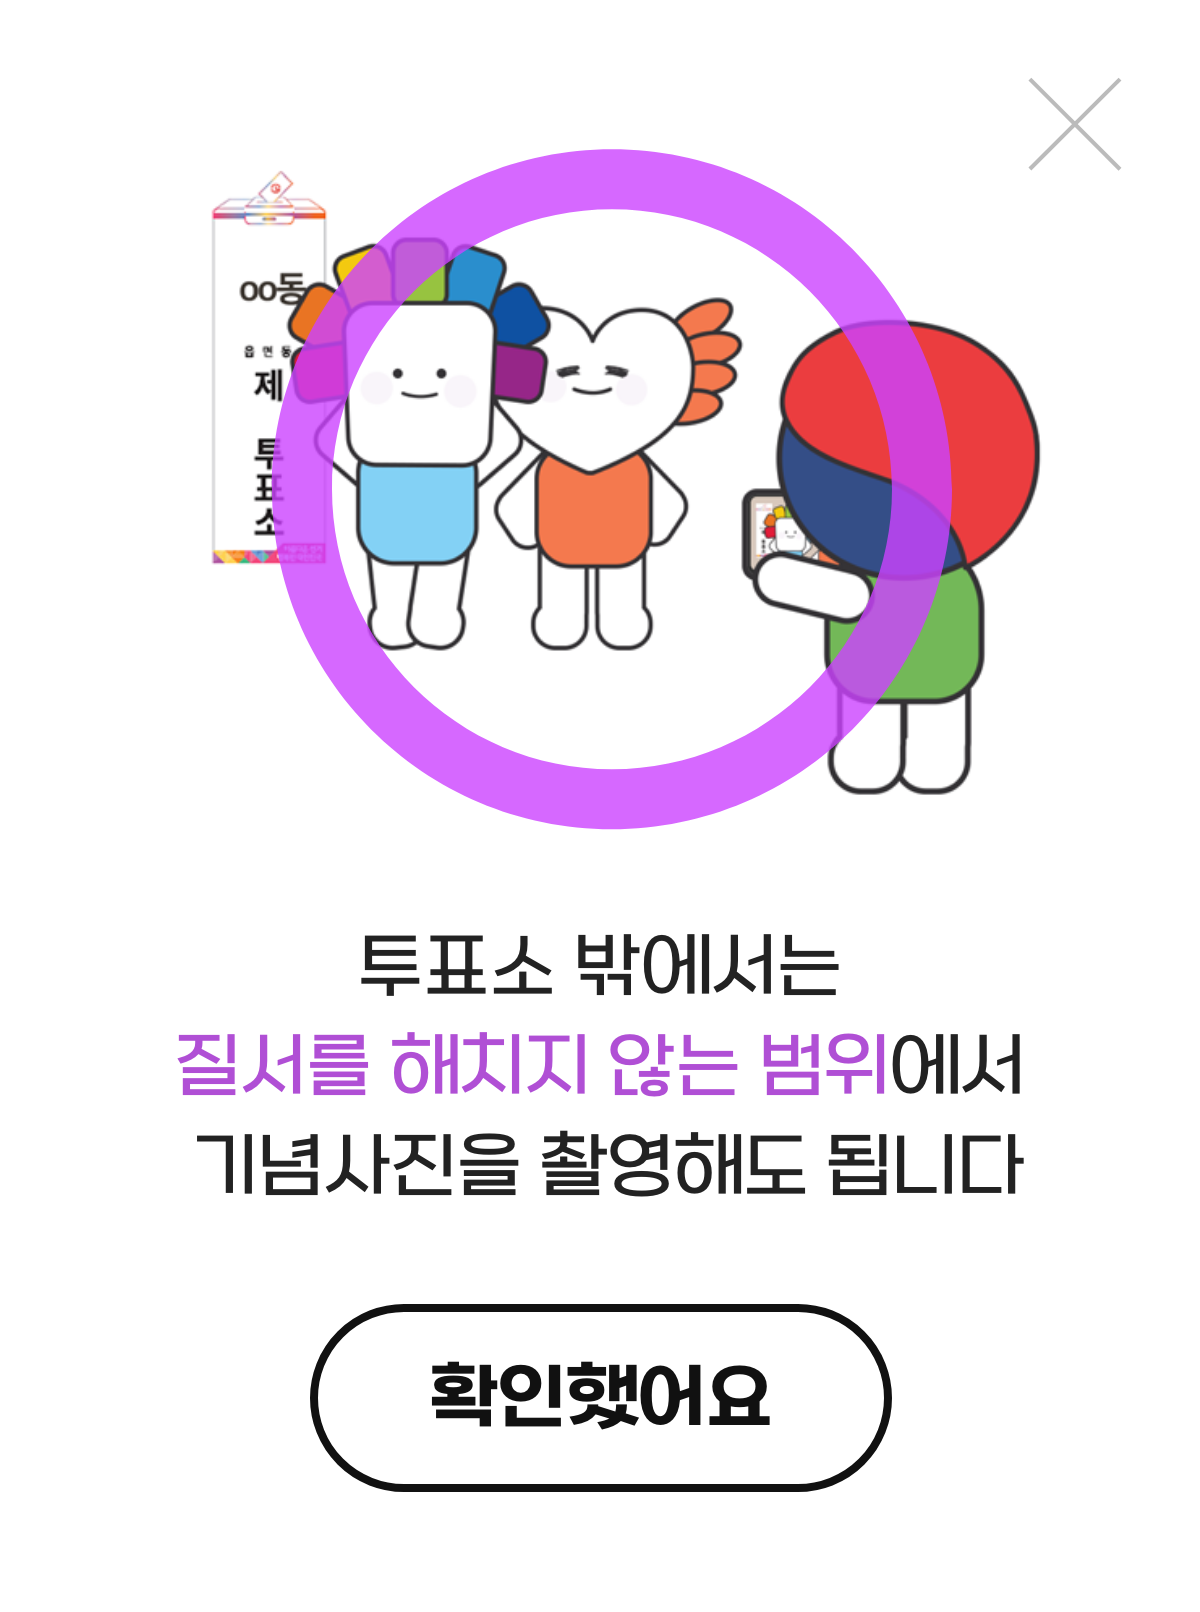 oo동
읍 면 동
제
투
표
소
투표소 밖에서는
질서를 해치지 않는 범위에서
기념사진을 촬영해도 됩니다
확인했어요